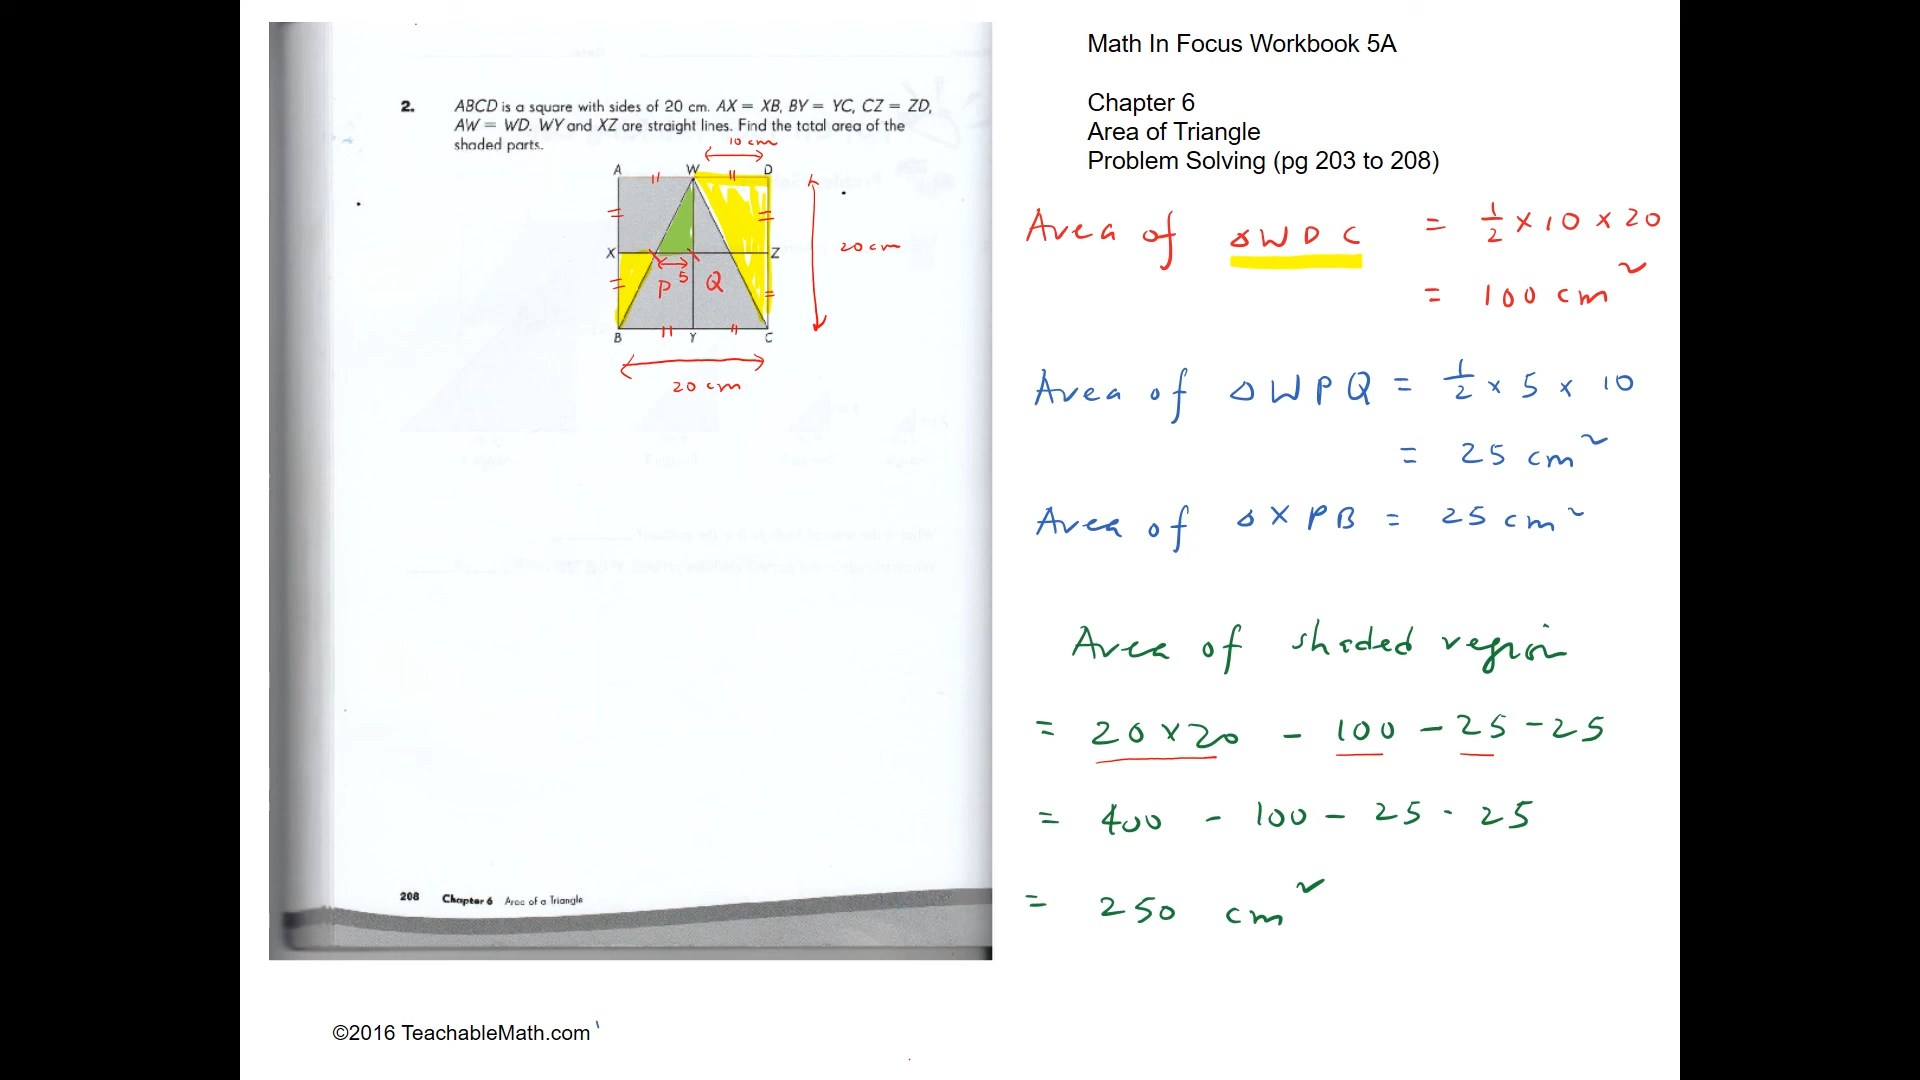 Math In Focus Workbook 5A
Chapter 6
Area of Triangle
Problem Solving (pg 203 to 208)
2. ABCD is a square with sides of 20 cm. AX = XB, BY = YC, CZ = ZD,
AW = WD. WY and XZ are straight lines. Find the total area of the
shaded parts.
10 cm
A W D
X Z
20 cm
5
P Q
B Y C
20 cm
Area of △WDC = 1/2 × 10 × 20
= 100 cm²
Area of △WPQ = 1/2 × 5 × 10
= 25 cm²
Area of △XPB = 25 cm²
Area of shaded region
= 20 × 20 - 100 - 25 - 25
= 400 - 100 - 25 - 25
= 250 cm²
208 Chapter 6 Area of a Triangle
©2016 TeachableMath.com